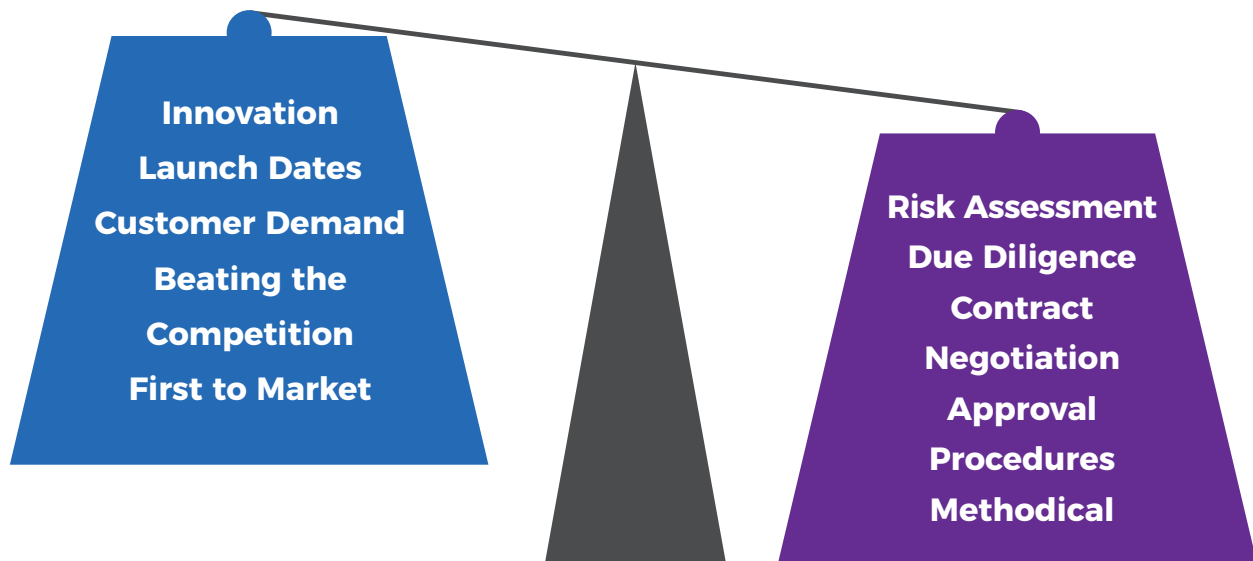 Innovation
Launch Dates
Customer Demand
Beating the
Competition
First to Market
Risk Assessment
Due Diligence
Contract
Negotiation
Approval
Procedures
Methodical